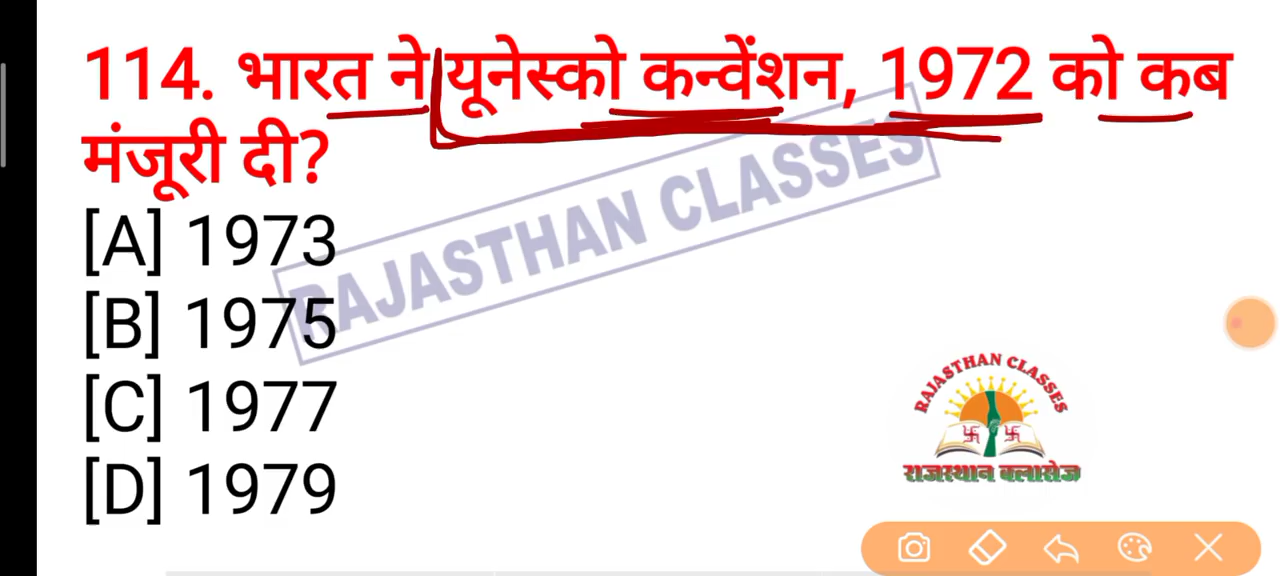 114. भारत ने यूनेस्को कन्वेंशन, 1972 को कब
मंजूरी दी?
[A] 1973
[B] 1975
[C] 1977
[D] 1979
RAJASTHAN CLASSES
RAJASTHAN CLASSES
राजस्थान क्लासेज